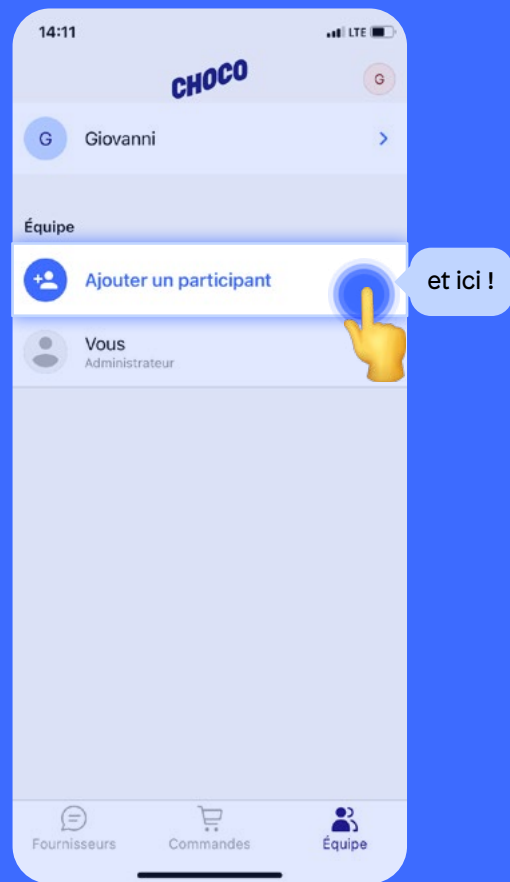 14:11
LTE
CHOCO
G
G
Giovanni
Équipe
Ajouter un participant
et ici !
Vous
Administrateur
Fournisseurs
Commandes
Équipe